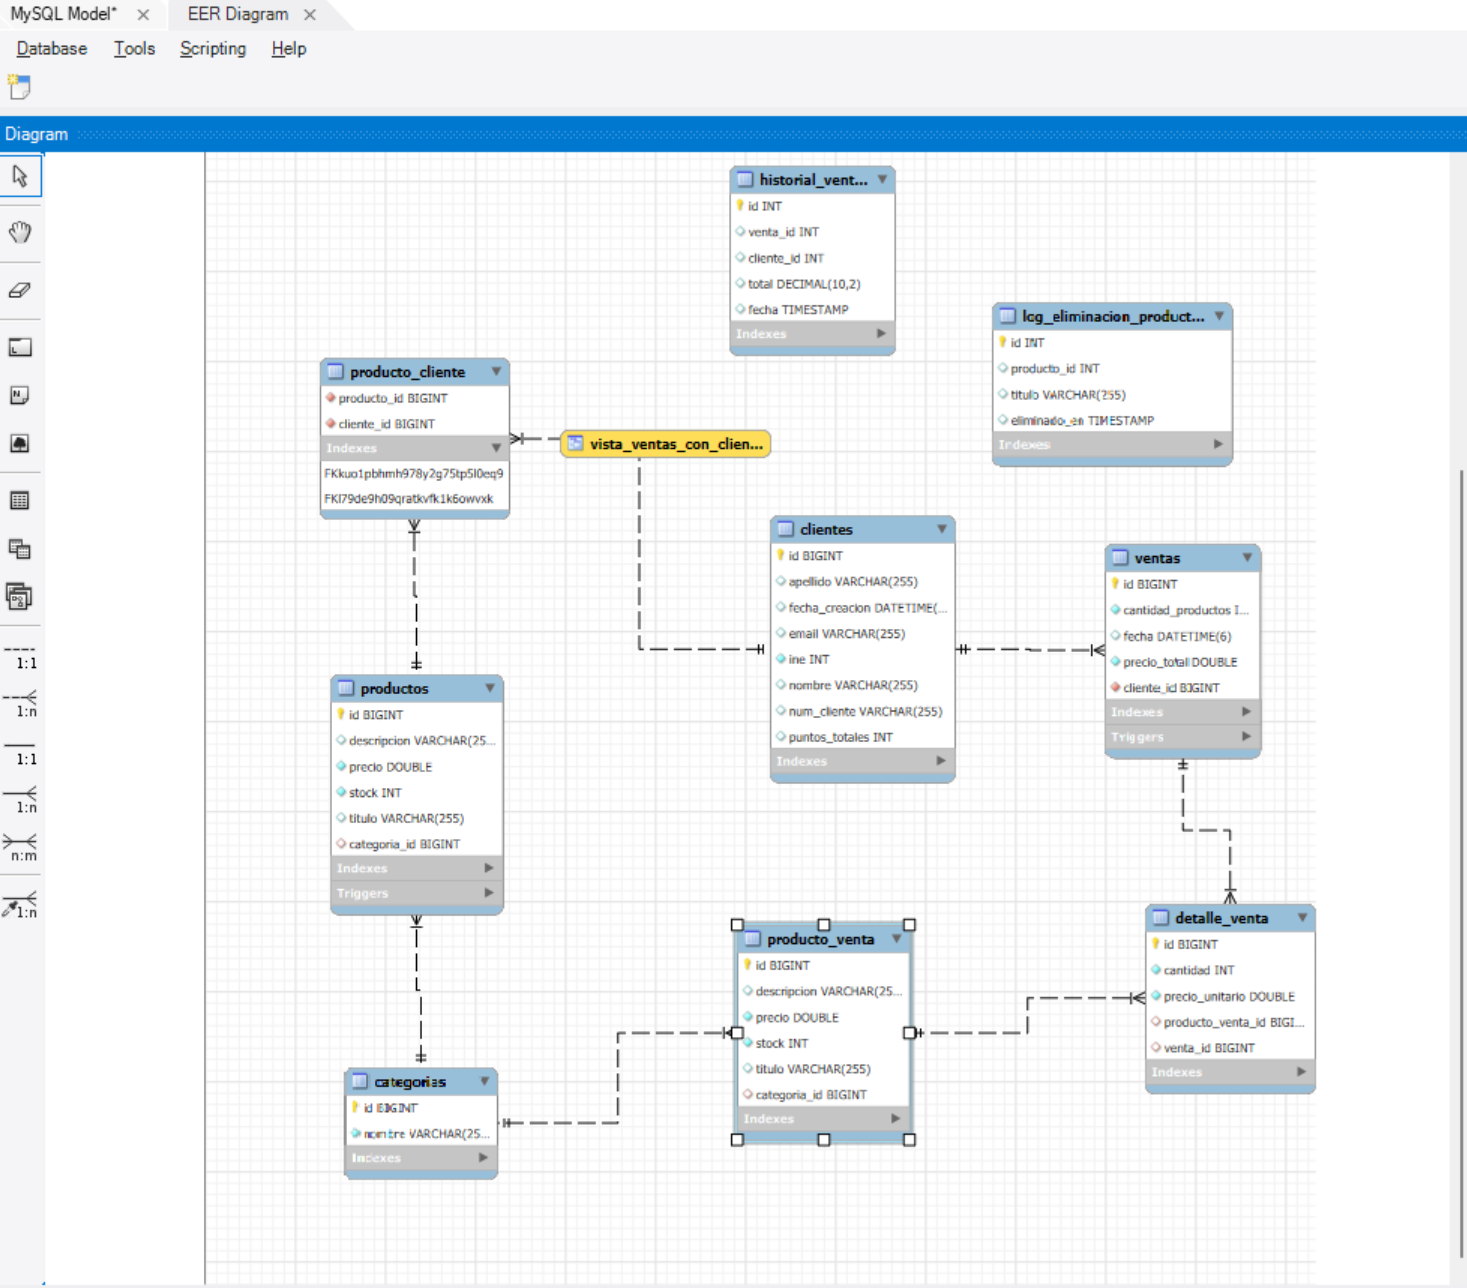 MySQL Model* ×
EER Diagram ×
Database Tools Scripting Help
Diagram
1:1
1:n
1:1
1:n
n:m
1:n
historial_vent...
id INT
venta_id INT
cliente_id INT
total DECIMAL(10,2)
fecha TIMESTAMP
Indexes
log_eliminacion_product...
id INT
producto_id INT
titulo VARCHAR(255)
eliminado_en TIMESTAMP
Indexes
producto_cliente
producto_id BIGINT
cliente_id BIGINT
Indexes
FKkuo1pbhmh978y2g75tp5l0eq9
FKl79de9h09qratkvfk1k6owvxk
vista_ventas_con_clien...
clientes
id BIGINT
apellido VARCHAR(255)
fecha_creacion DATETIME(...
email VARCHAR(255)
ine INT
nombre VARCHAR(255)
num_cliente VARCHAR(255)
puntos_totales INT
Indexes
ventas
id BIGINT
cantidad_productos I...
fecha DATETIME(6)
precio_total DOUBLE
cliente_id BIGINT
Indexes
Triggers
productos
id BIGINT
descripcion VARCHAR(25...
precio DOUBLE
stock INT
titulo VARCHAR(255)
categoria_id BIGINT
Indexes
Triggers
producto_venta
id BIGINT
descripcion VARCHAR(25...
precio DOUBLE
stock INT
titulo VARCHAR(255)
categoria_id BIGINT
Indexes
detalle_venta
id BIGINT
cantidad INT
precio_unitario DOUBLE
producto_venta_id BIGI...
venta_id BIGINT
Indexes
categorias
id BIGINT
nombre VARCHAR(25...
Indexes